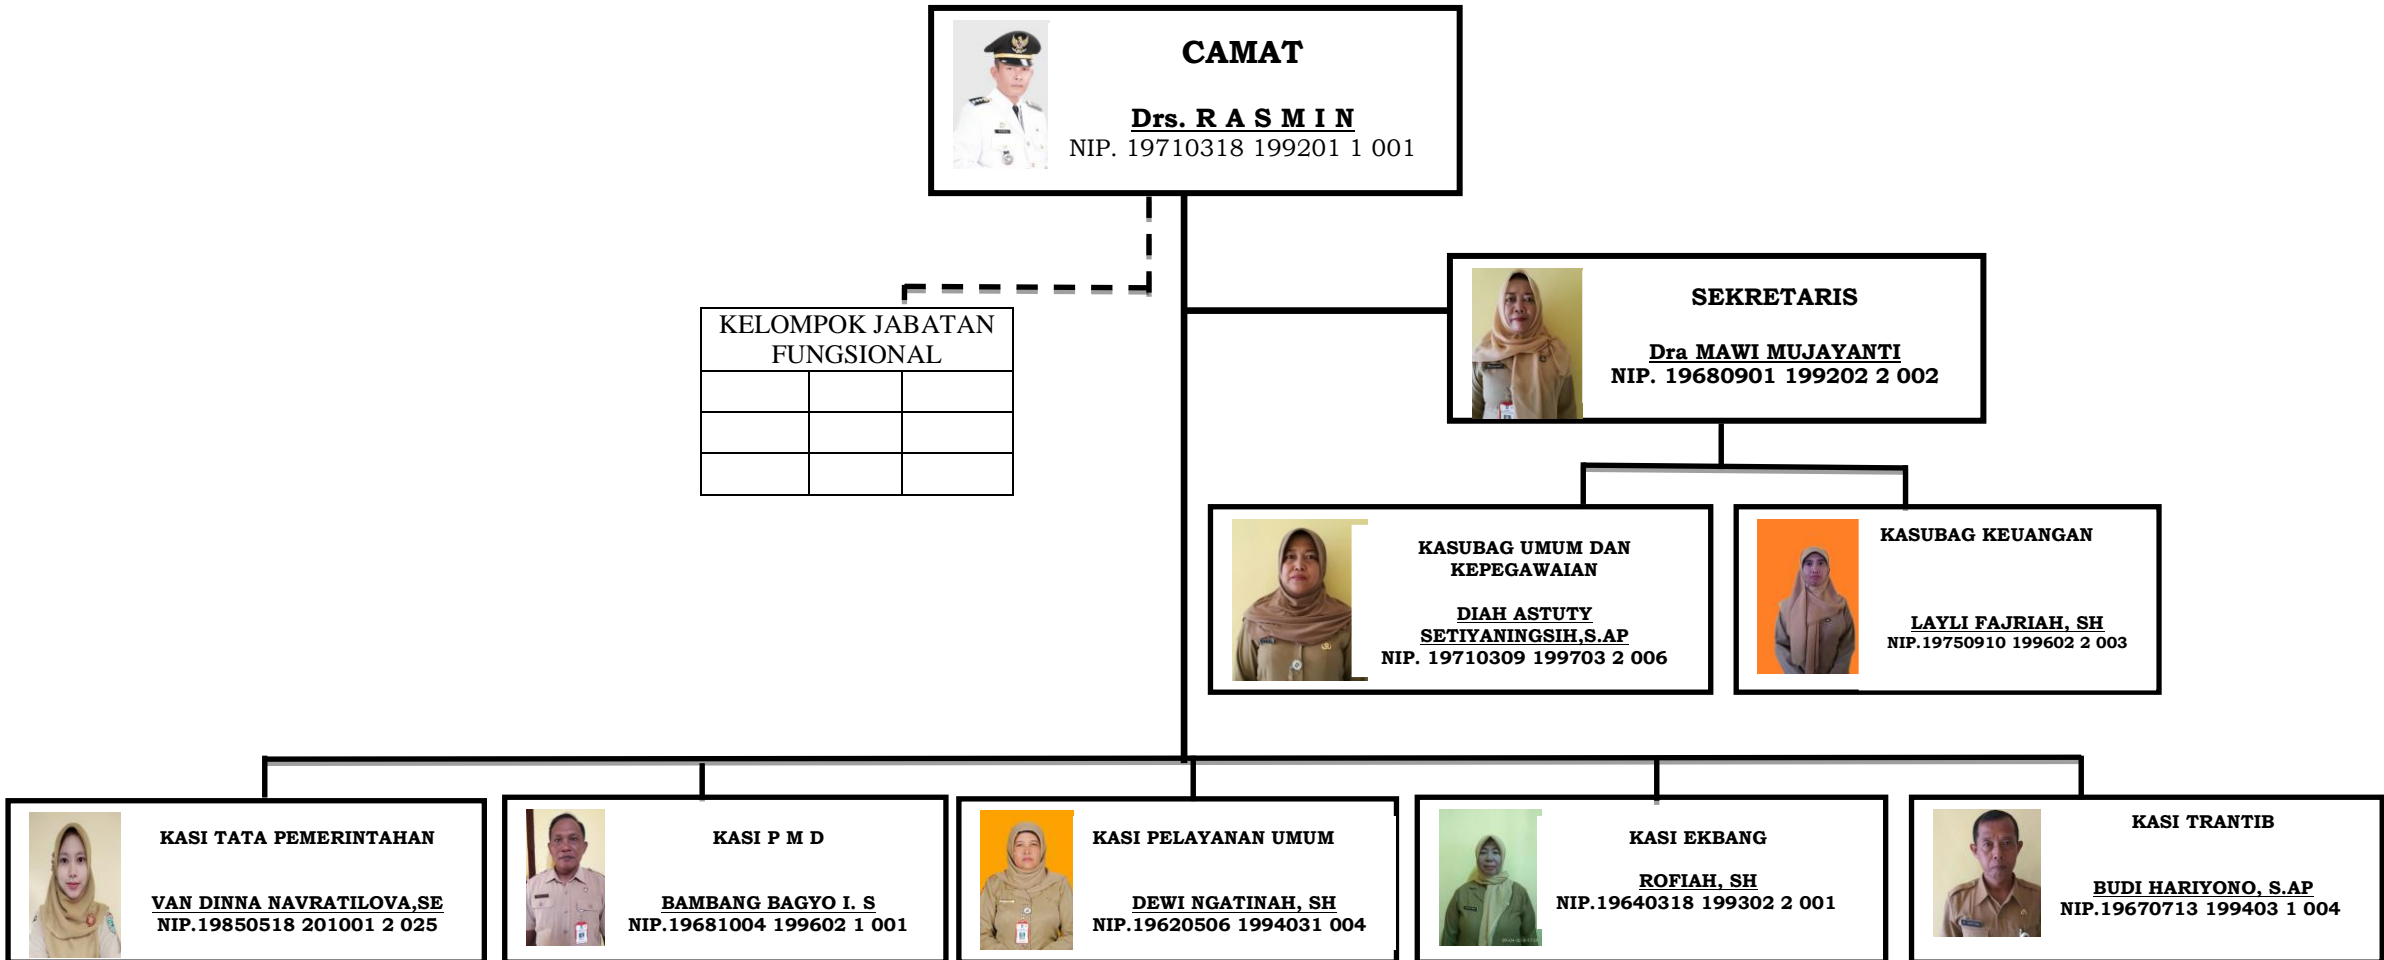 CAMAT
Drs. R A S M I N
NIP. 19710318 199201 1 001
KELOMPOK JABATAN
FUNGSIONAL
SEKRETARIS
Dra MAWI MUJAYANTI
NIP. 19680901 199202 2 002
KASUBAG UMUM DAN
KEPEGAWAIAN
DIAH ASTUTY
SETIYANINGSIH,S.AP
NIP. 19710309 199703 2 006
KASUBAG KEUANGAN
LAYLI FAJRIAH, SH
NIP.19750910 199602 2 003
KASI TATA PEMERINTAHAN
VAN DINNA NAVRATILOVA,SE
NIP.19850518 201001 2 025
KASI P M D
BAMBANG BAGYO I. S
NIP.19681004 199602 1 001
KASI PELAYANAN UMUM
DEWI NGATINAH, SH
NIP.19620506 1994031 004
KASI EKBANG
ROFIAH, SH
NIP.19640318 199302 2 001
KASI TRANTIB
BUDI HARIYONO, S.AP
NIP.19670713 199403 1 004